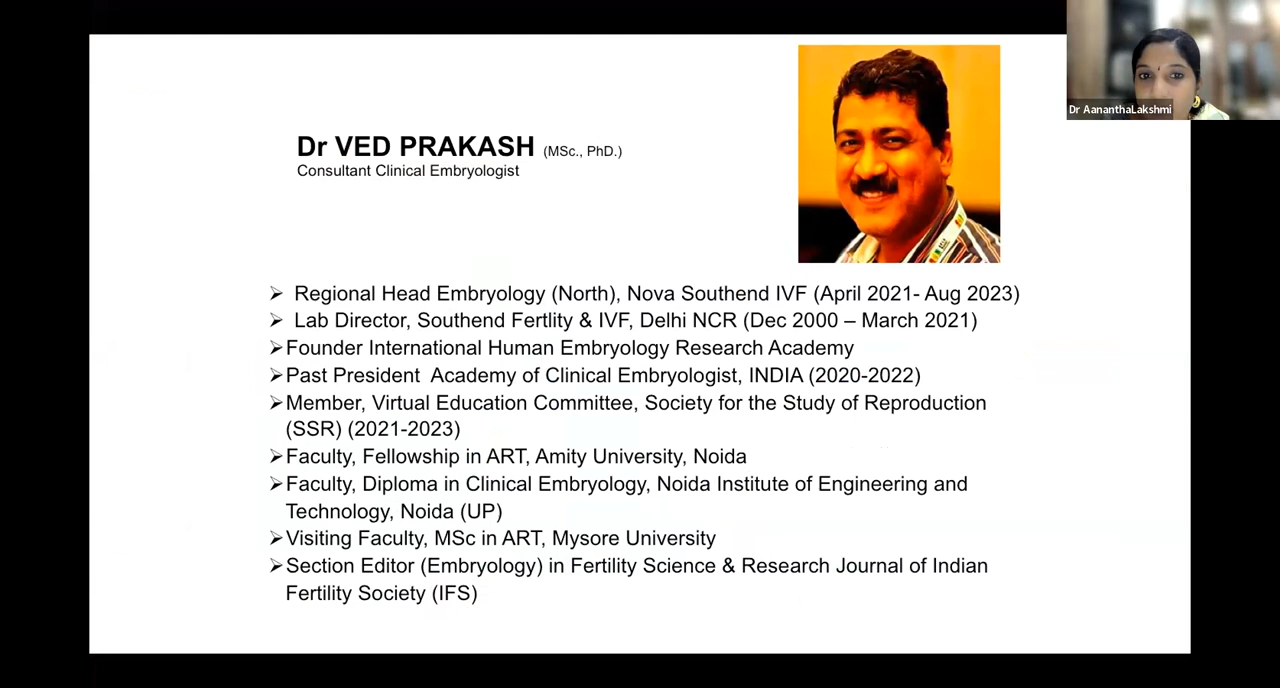 Dr AananthaLakshmi
Dr VED PRAKASH (MSc., PhD.)
Consultant Clinical Embryologist
➢ Regional Head Embryology (North), Nova Southend IVF (April 2021- Aug 2023)
➢ Lab Director, Southend Fertlity & IVF, Delhi NCR (Dec 2000 – March 2021)
➢Founder International Human Embryology Research Academy
➢Past President Academy of Clinical Embryologist, INDIA (2020-2022)
➢Member, Virtual Education Committee, Society for the Study of Reproduction
(SSR) (2021-2023)
➢Faculty, Fellowship in ART, Amity University, Noida
➢Faculty, Diploma in Clinical Embryology, Noida Institute of Engineering and
Technology, Noida (UP)
➢Visiting Faculty, MSc in ART, Mysore University
➢Section Editor (Embryology) in Fertility Science & Research Journal of Indian
Fertility Society (IFS)